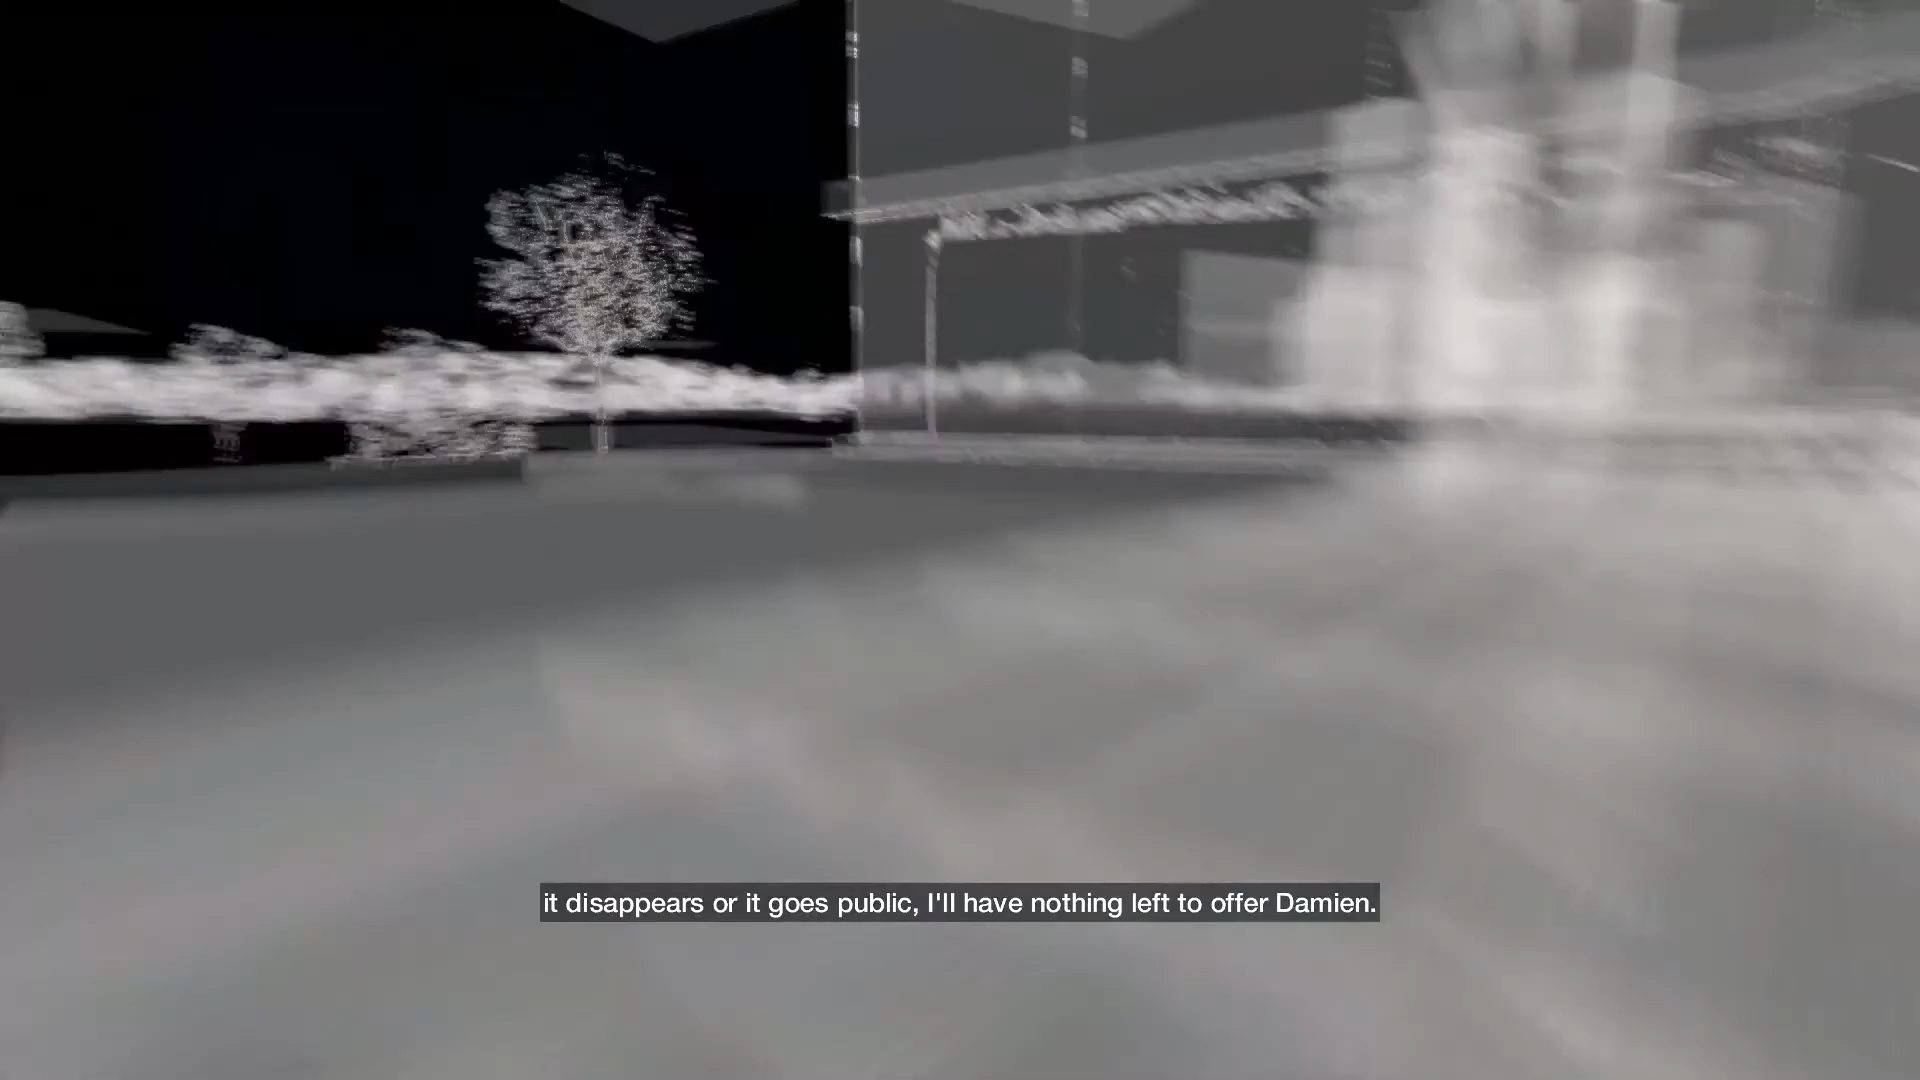 it disappears or it goes public, I'll have nothing left to offer Damien.